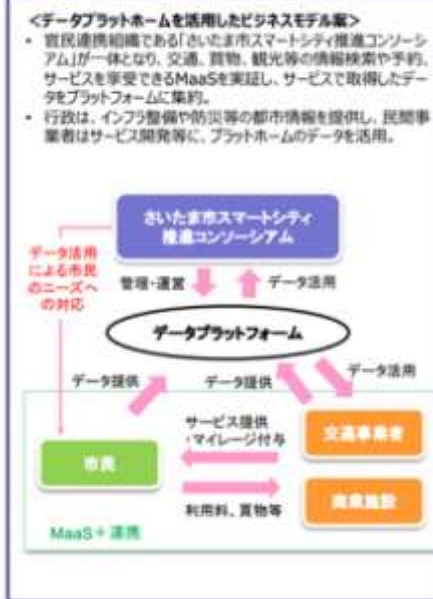 <データプラットホームを活用したビジネスモデル案>
・ 官民連携組織である「さいたま市スマートシティ推進コンソーシ
アム」が一体となり、交通、買物、観光等の情報検索や予約、
サービスを享受できるMaaSを実証し、サービスで取得したデー
タをプラットフォームに集約。
・ 行政は、インフラ整備や防災等の都市情報を提供し、民間事
業者はサービス開発等に、プラットホームのデータを活用。
さいたま市スマートシティ
推進コンソーシアム
データ活用
による市民
のニーズへ
の対応
管理・運営
データ活用
データプラットフォーム
データ提供
データ提供
データ活用
サービス提供
・マイレージ付与
交通事業者
市民
商業施設
利用料、買物等
MaaS+連携